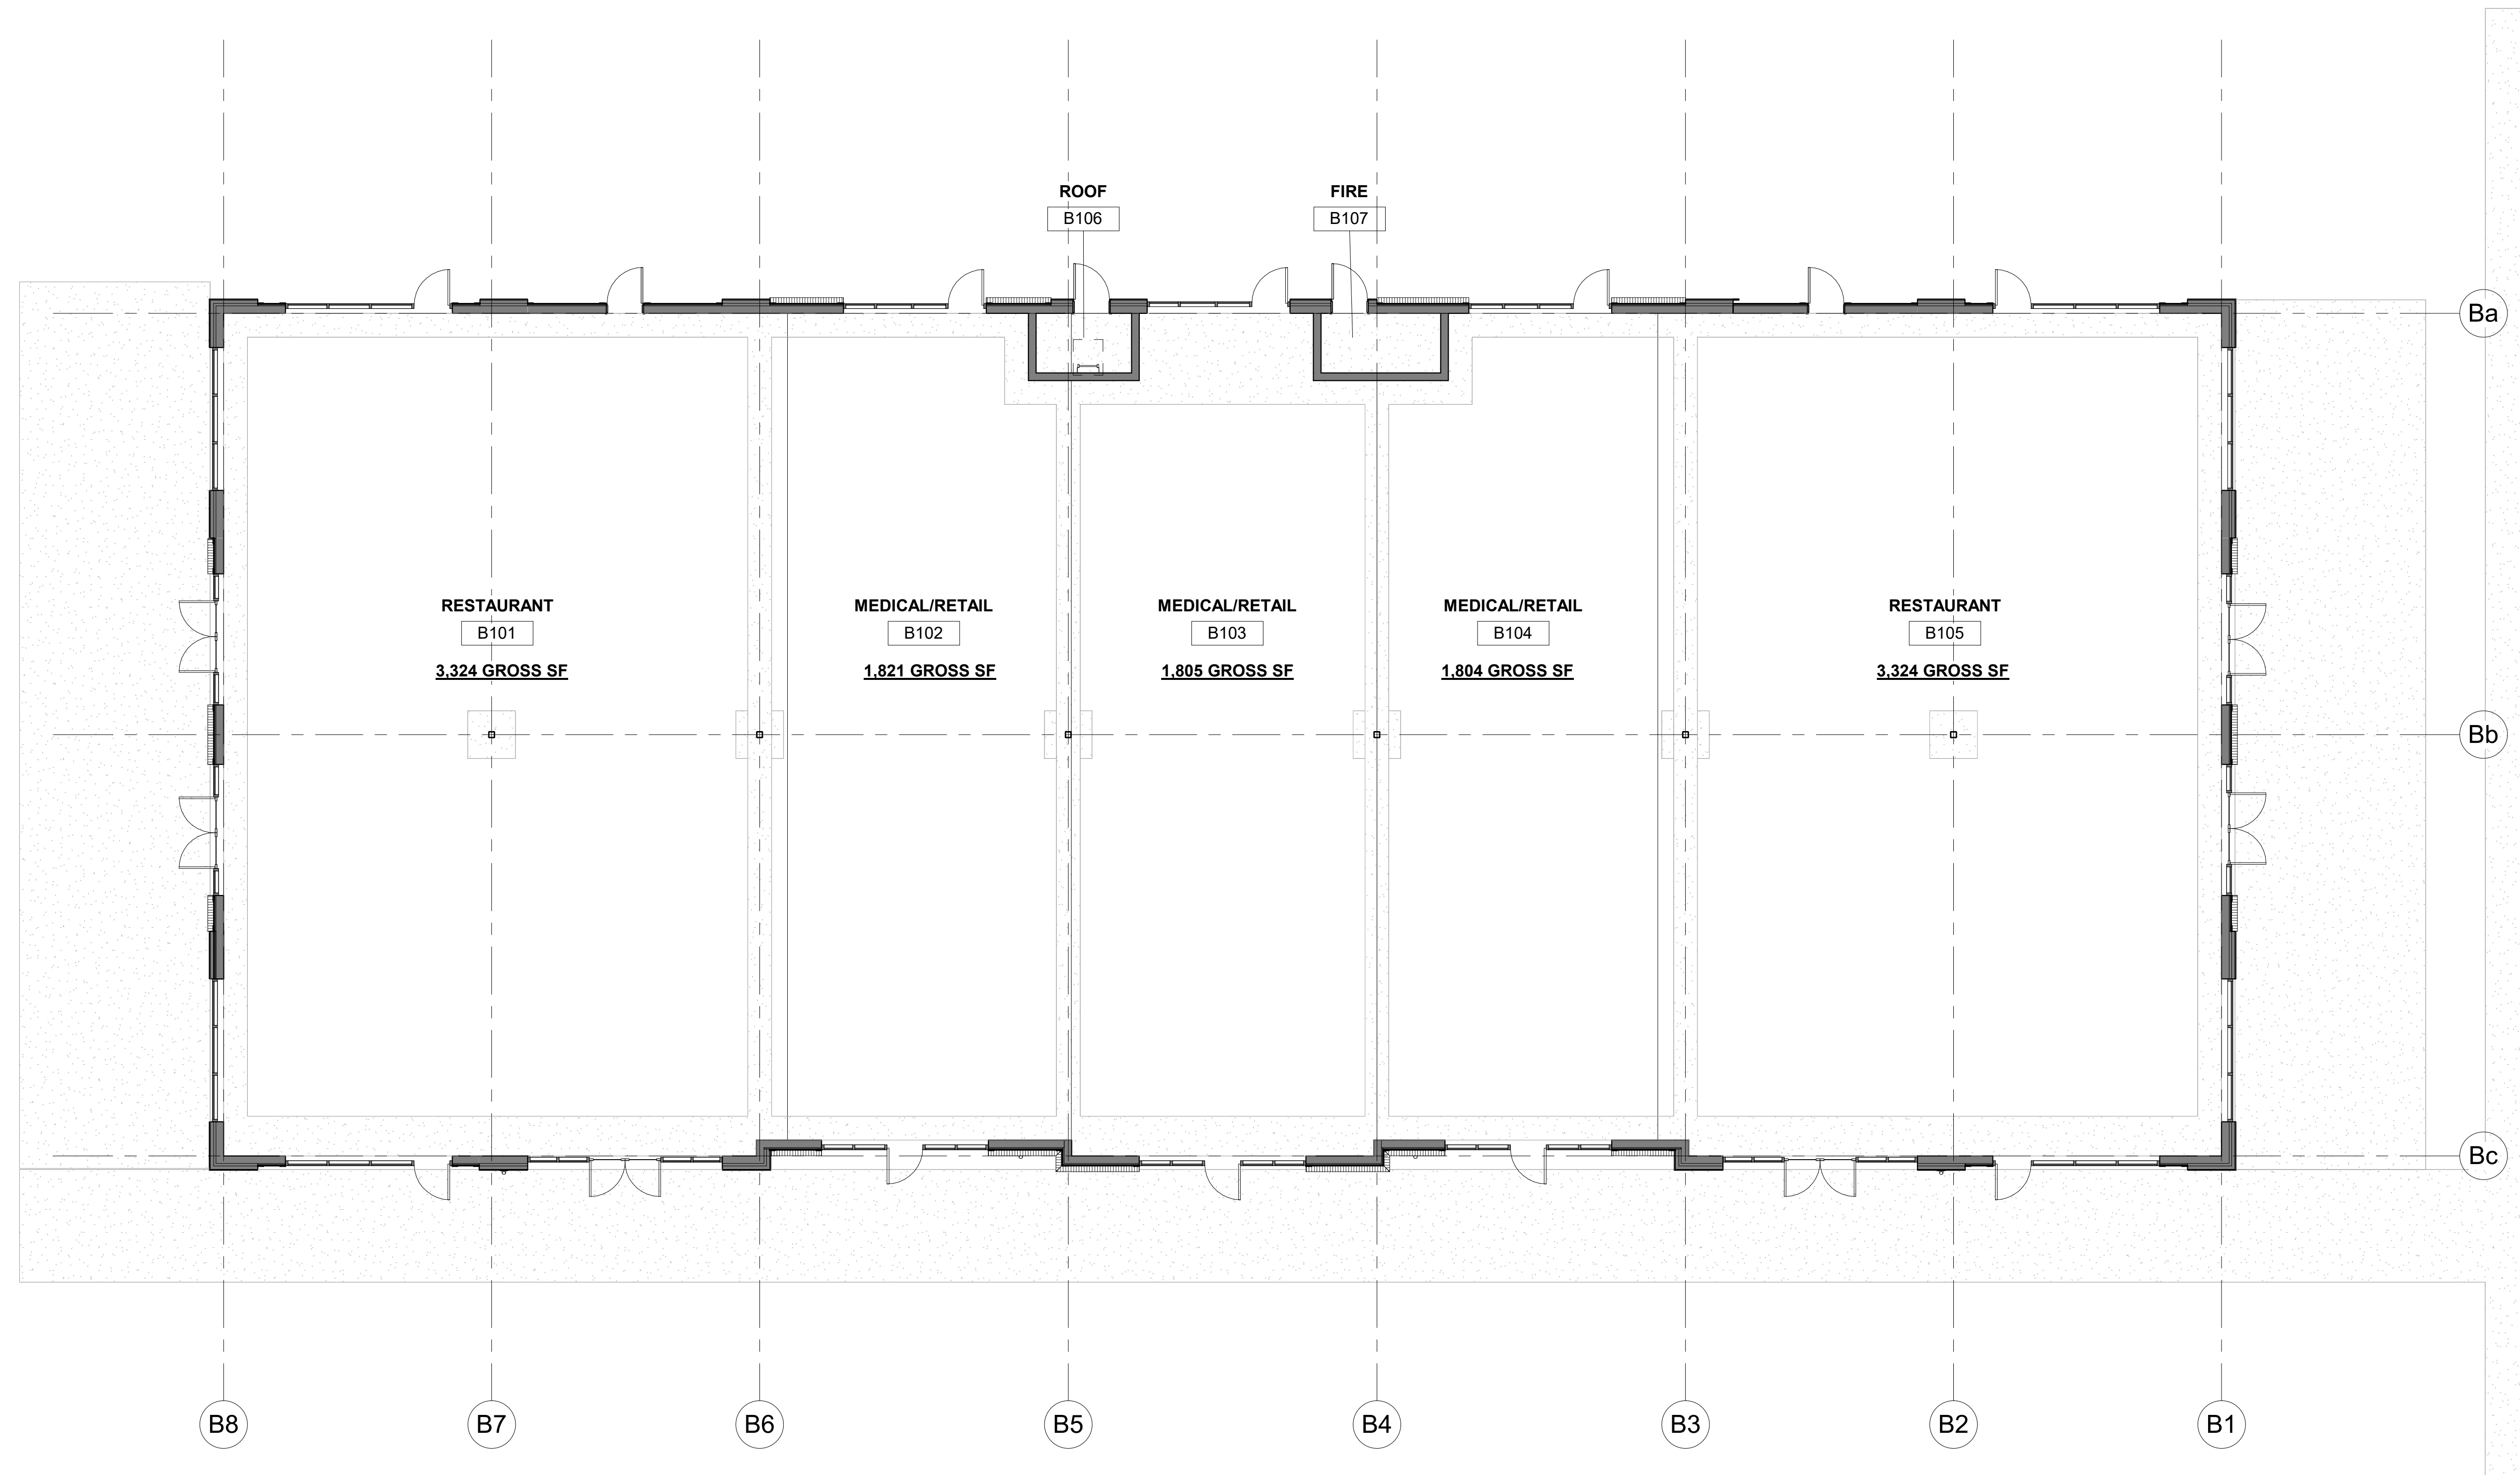 ROOF
B106
FIRE
B107
Ba
RESTAURANT
B101
3,324 GROSS SF
MEDICAL/RETAIL
B102
1,821 GROSS SF
MEDICAL/RETAIL
B103
1,805 GROSS SF
MEDICAL/RETAIL
B104
1,804 GROSS SF
RESTAURANT
B105
3,324 GROSS SF
Bb
Bc
B8
B7
B6
B5
B4
B3
B2
B1